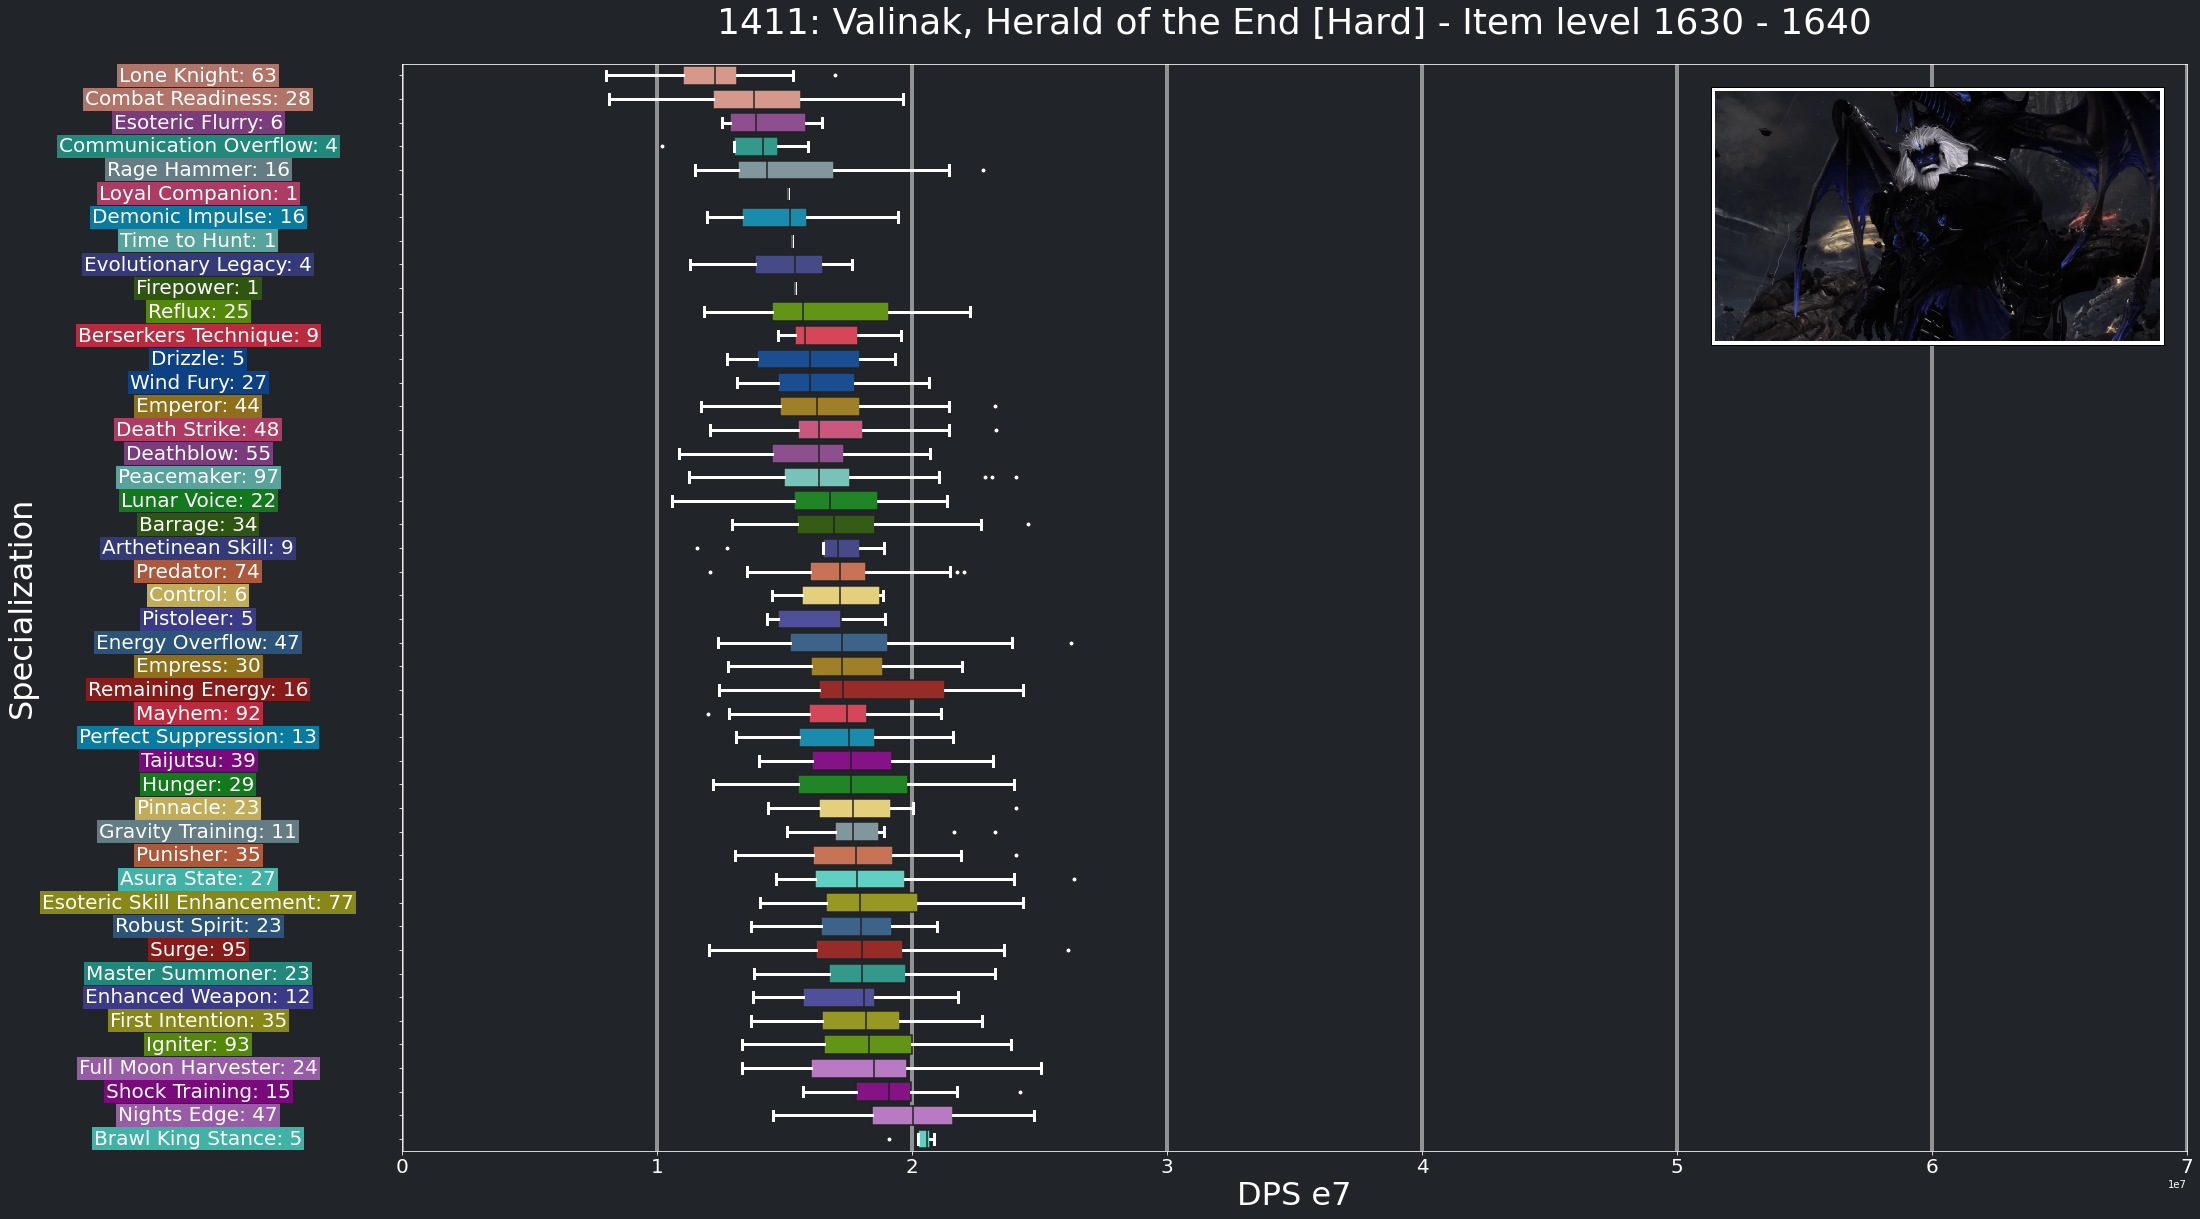 1411: Valinak, Herald of the End [Hard] - Item level 1630 - 1640
Lone Knight: 63
Combat Readiness: 28
Esoteric Flurry: 6
Communication Overflow: 4
Rage Hammer: 16
Loyal Companion: 1
Demonic Impulse: 16
Time to Hunt: 1
Evolutionary Legacy: 4
Firepower: 1
Reflux: 25
Berserkers Technique: 9
Drizzle: 5
Wind Fury: 27
Emperor: 44
Death Strike: 48
Deathblow: 55
Peacemaker: 97
Lunar Voice: 22
Barrage: 34
Arthetinean Skill: 9
Predator: 74
Control: 6
Pistoleer: 5
Energy Overflow: 47
Empress: 30
Remaining Energy: 16
Mayhem: 92
Perfect Suppression: 13
Taijutsu: 39
Hunger: 29
Pinnacle: 23
Gravity Training: 11
Punisher: 35
Asura State: 27
Esoteric Skill Enhancement: 77
Robust Spirit: 23
Surge: 95
Master Summoner: 23
Enhanced Weapon: 12
First Intention: 35
Igniter: 93
Full Moon Harvester: 24
Shock Training: 15
Nights Edge: 47
Brawl King Stance: 5
Specialization
0 1 2 3 4 5 6 7
1e7
DPS e7